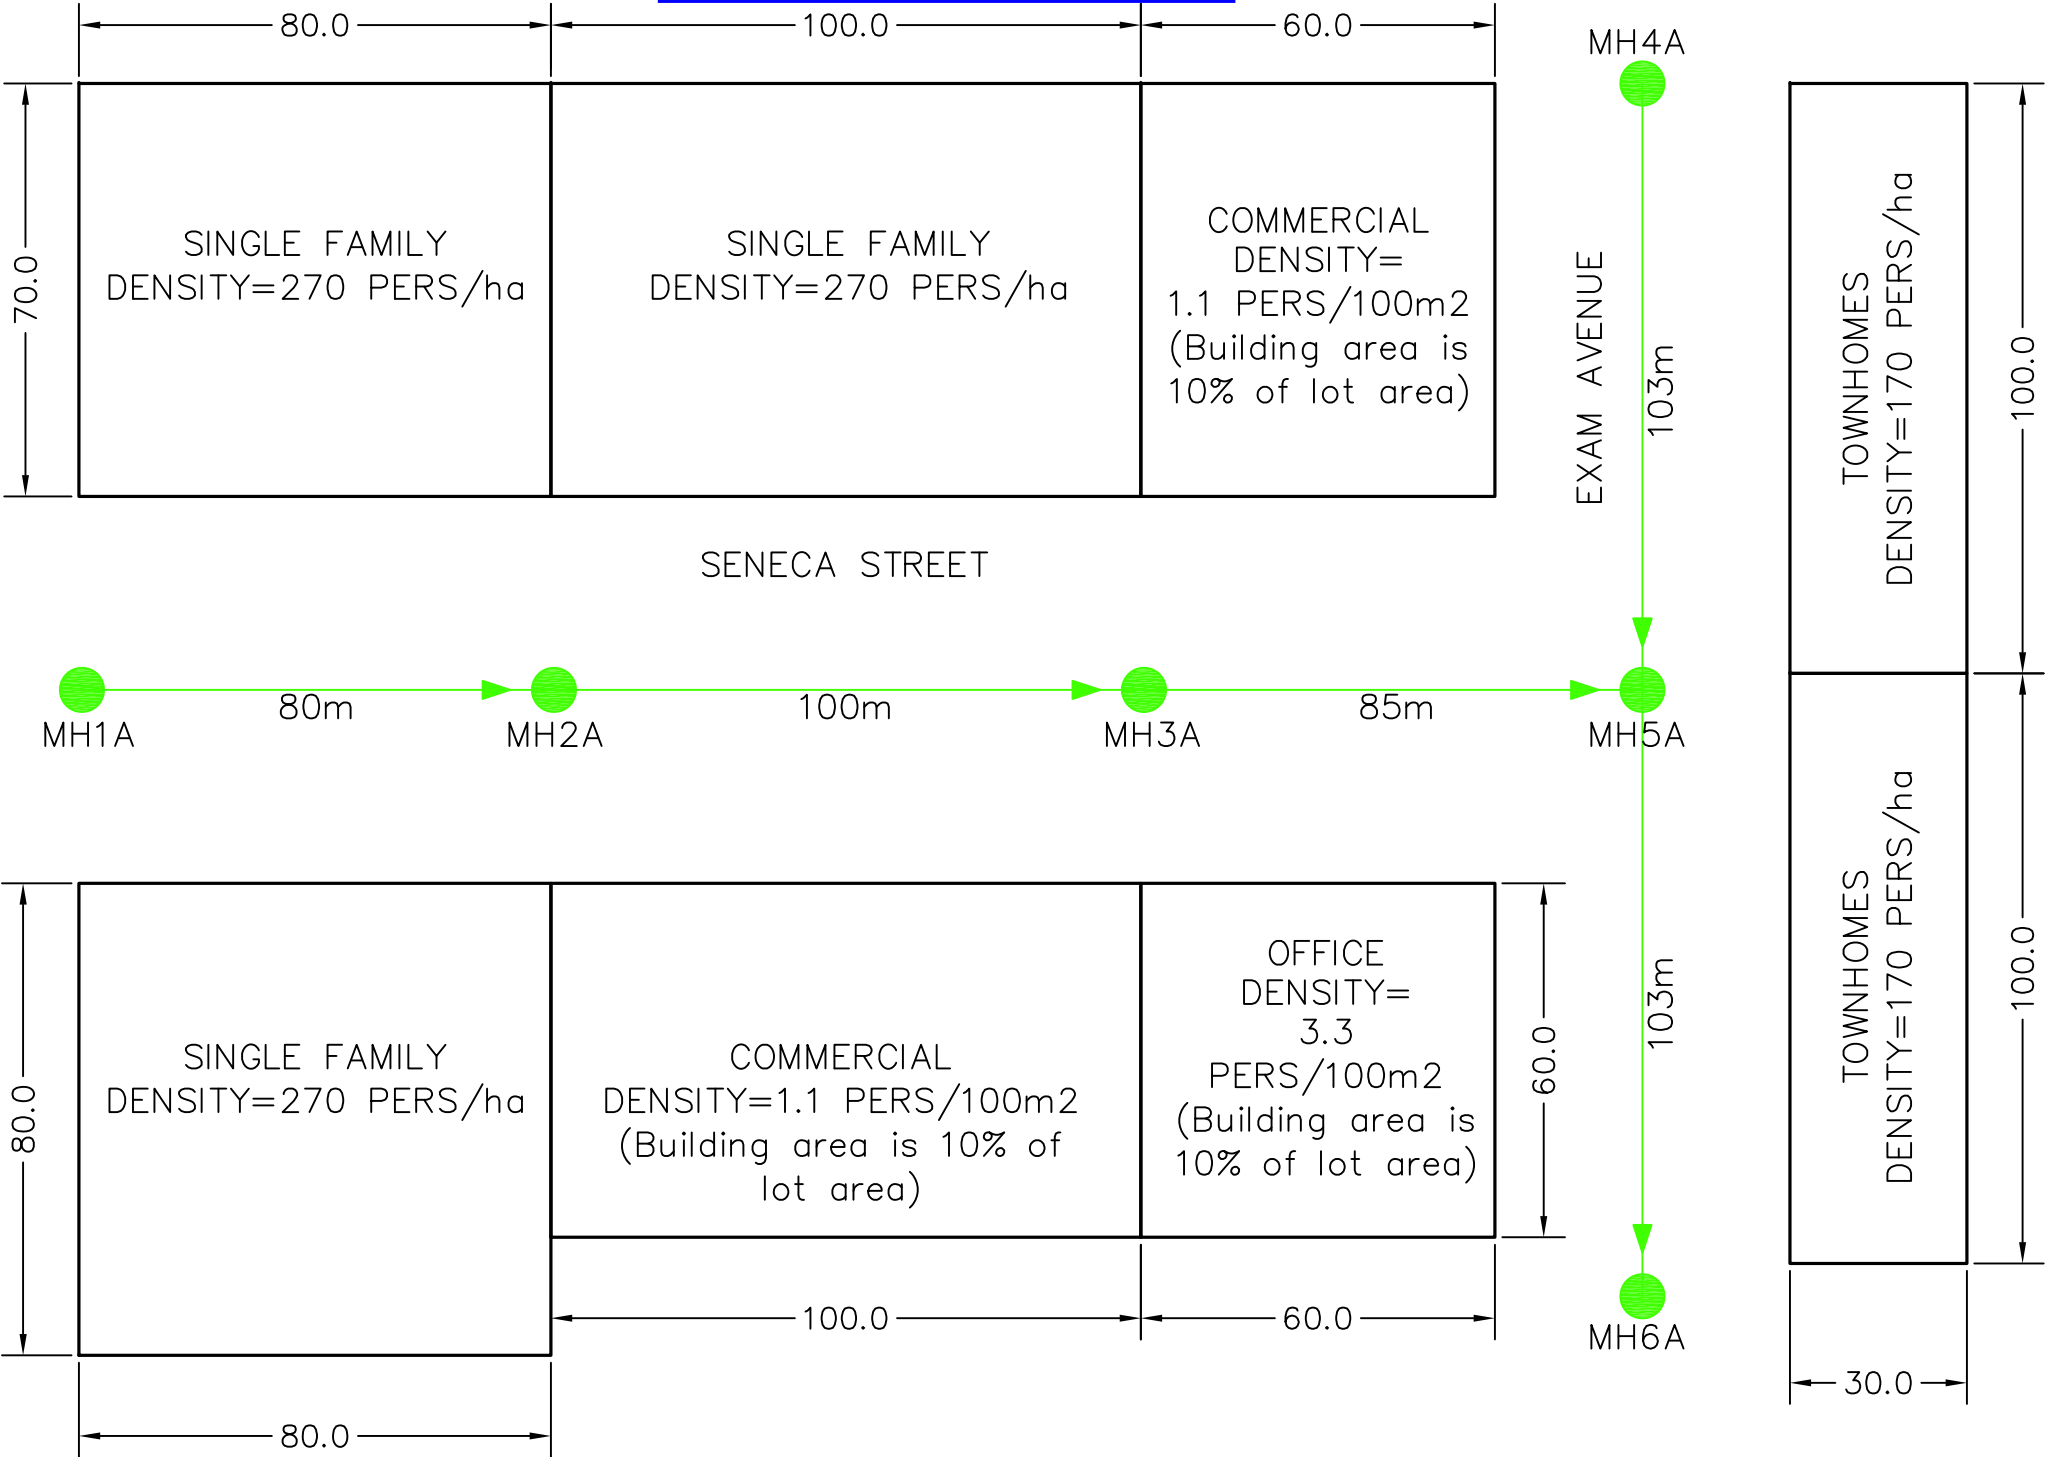 80.0
100.0
60.0
MH4A
70.0
SINGLE FAMILY
DENSITY=270 PERS/ha
SINGLE FAMILY
DENSITY=270 PERS/ha
COMMERCIAL
DENSITY=
1.1 PERS/100m2
(Building area is
10% of lot area)
EXAM AVENUE
103m
TOWNHOMES
DENSITY=170 PERS/ha
100.0
SENECA STREET
MH1A
80m
MH2A
100m
MH3A
85m
MH5A
80.0
SINGLE FAMILY
DENSITY=270 PERS/ha
COMMERCIAL
DENSITY=1.1 PERS/100m2
(Building area is 10% of
lot area)
OFFICE
DENSITY=
3.3
PERS/100m2
(Building area is
10% of lot area)
60.0
103m
TOWNHOMES
DENSITY=170 PERS/ha
100.0
100.0
60.0
MH6A
30.0
80.0